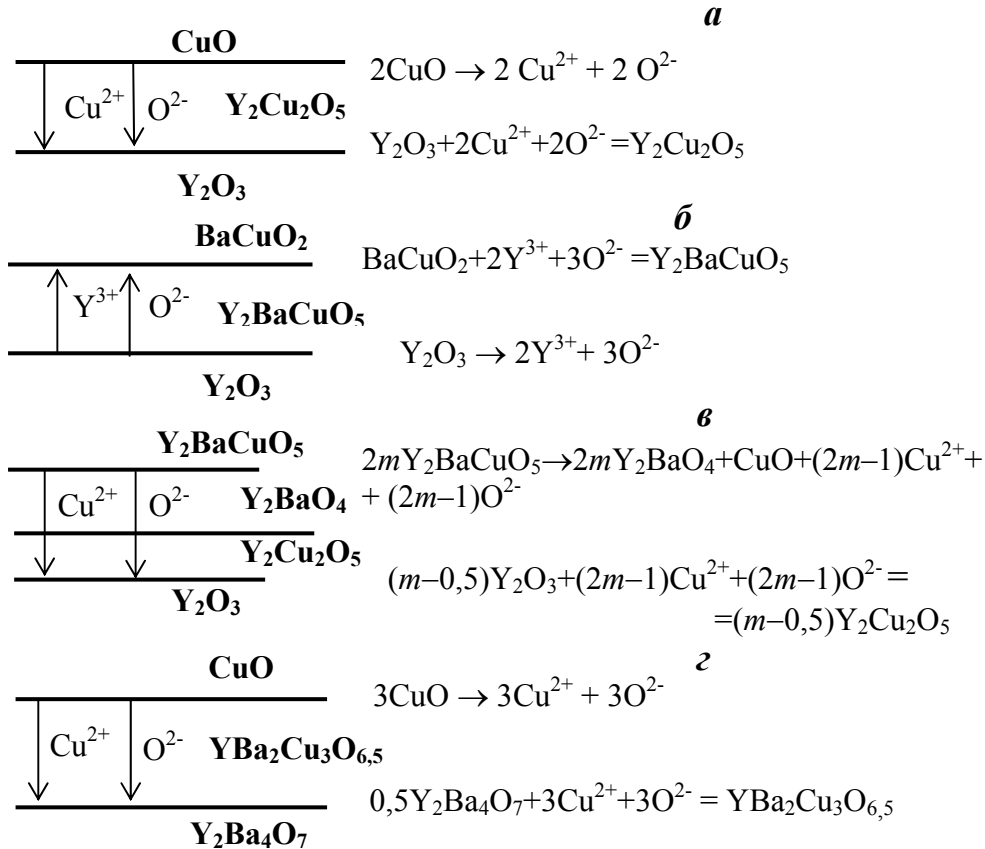 а
CuO
2CuO → 2 Cu²⁺ + 2 O²⁻
Cu²⁺ O²⁻ Y₂Cu₂O₅
Y₂O₃+2Cu²⁺+2O²⁻ =Y₂Cu₂O₅
Y₂O₃
б
BaCuO₂
BaCuO₂+2Y³⁺+3O²⁻ =Y₂BaCuO₅
Y³⁺ O²⁻ Y₂BaCuO₅
Y₂O₃ → 2Y³⁺+ 3O²⁻
Y₂O₃
в
Y₂BaCuO₅
2mY₂BaCuO₅→2mY₂BaO₄+CuO+(2m–1)Cu²⁺+
+ (2m–1)O²⁻
Cu²⁺ O²⁻ Y₂BaO₄
Y₂Cu₂O₅
(m–0,5)Y₂O₃+(2m–1)Cu²⁺+(2m–1)O²⁻ =
=(m–0,5)Y₂Cu₂O₅
Y₂O₃
г
CuO
3CuO → 3Cu²⁺ + 3O²⁻
Cu²⁺ O²⁻ YBa₂Cu₃O₆,₅
0,5Y₂Ba₄O₇+3Cu²⁺+3O²⁻ = YBa₂Cu₃O₆,₅
Y₂Ba₄O₇